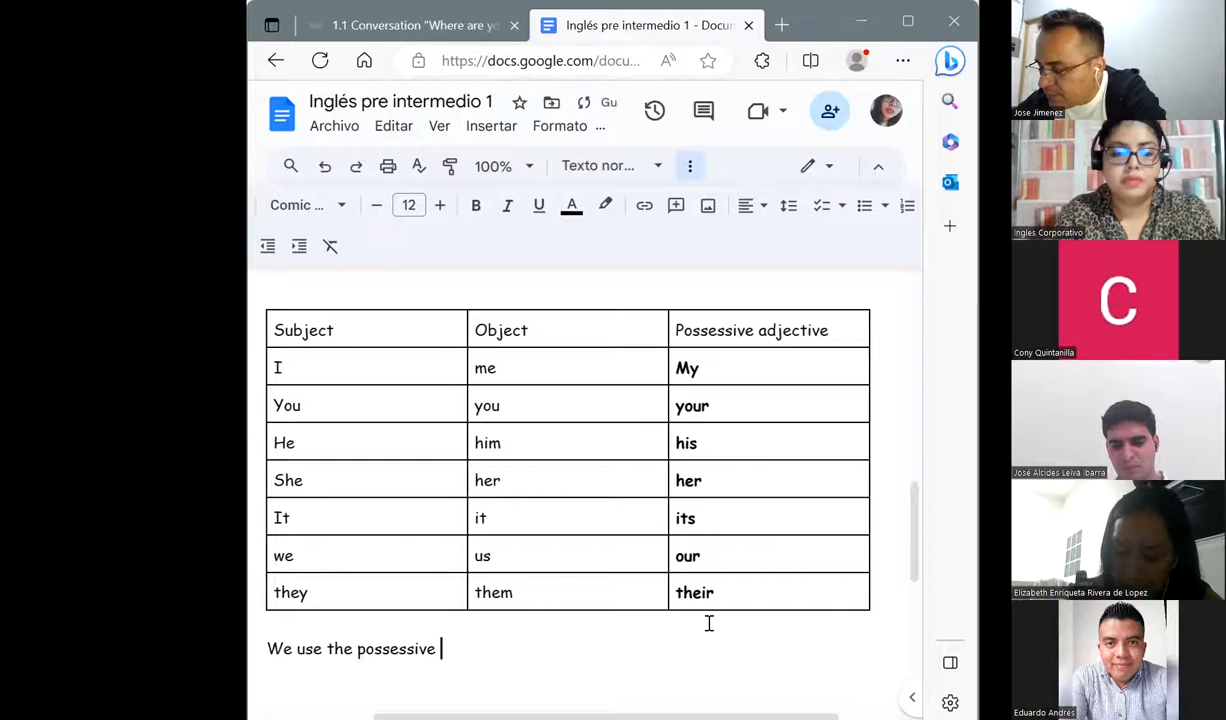 1.1 Conversation "Where are yo
Inglés pre intermedio 1 - Docun
https://docs.google.com/docu...
Inglés pre intermedio 1
Gu
Archivo Editar Ver Insertar Formato ...
100% Texto nor...
Comic ... 12 B I U A
Subject Object Possessive adjective
I me My
You you your
He him his
She her her
It it its
we us our
they them their
We use the possessive
Jose Jimenez
Ingles Corporativo
C
Cony Quintanilla
José Alcides Leiva Ibarra
Elizabeth Enriqueta Rivera de Lopez
Eduardo Andrés